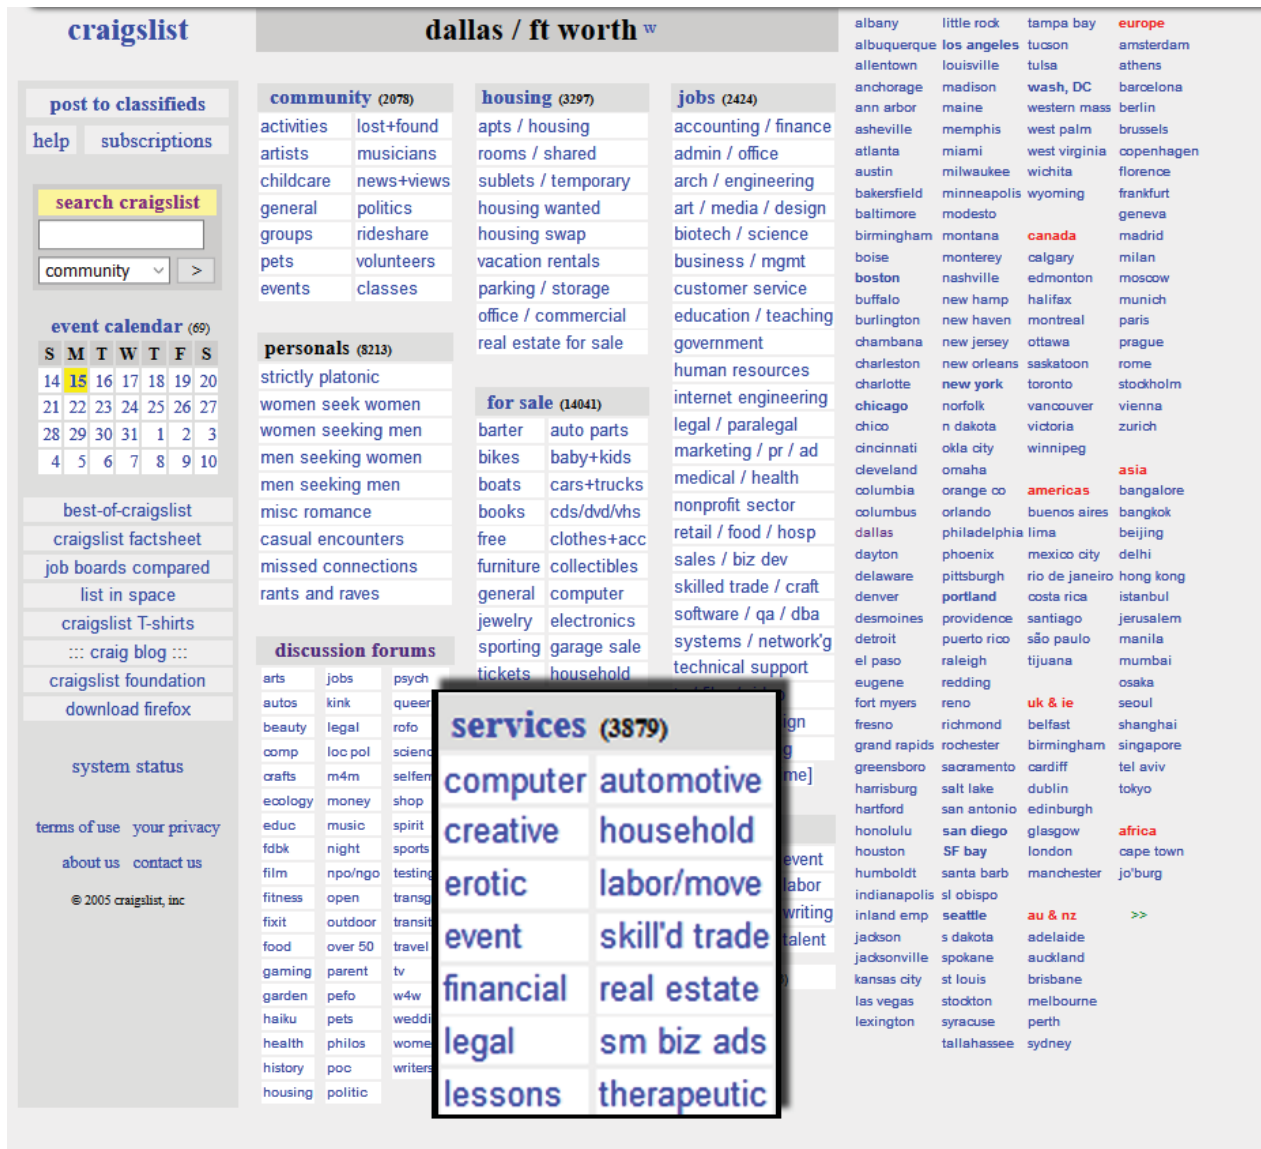 craigslist
post to classifieds
help subscriptions
search craigslist
community >
event calendar (69)
S M T W T F S
14 15 16 17 18 19 20
21 22 23 24 25 26 27
28 29 30 31 1 2 3
4 5 6 7 8 9 10
best-of-craigslist
craigslist factsheet
job boards compared
list in space
craigslist T-shirts
::: craig blog :::
craigslist foundation
download firefox
system status
terms of use your privacy
about us contact us
© 2005 craigslist, inc
dallas / ft worth w
community (2078)
activities lost+found
artists musicians
childcare news+views
general politics
groups rideshare
pets volunteers
events classes
personals (8213)
strictly platonic
women seek women
women seeking men
men seeking women
men seeking men
misc romance
casual encounters
missed connections
rants and raves
discussion forums
arts jobs psych
autos kink queer
beauty legal rofo
comp loc pol scienc
crafts m4m selfem
ecology money shop
educ music spirit
fdbk night sports
film npo/ngo testing
fitness open transg
fixit outdoor transit
food over 50 travel
gaming parent tv
garden pefo w4w
haiku pets weddi
health philos wome
history poc writers
housing politic
housing (3297)
apts / housing
rooms / shared
sublets / temporary
housing wanted
housing swap
vacation rentals
parking / storage
office / commercial
real estate for sale
for sale (14041)
barter auto parts
bikes baby+kids
boats cars+trucks
books cds/dvd/vhs
free clothes+acc
furniture collectibles
general computer
jewelry electronics
sporting garage sale
tickets household
services (3879)
computer automotive
creative household
erotic labor/move
event skill'd trade
financial real estate
legal sm biz ads
lessons therapeutic
jobs (2424)
accounting / finance
admin / office
arch / engineering
art / media / design
biotech / science
business / mgmt
customer service
education / teaching
government
human resources
internet engineering
legal / paralegal
marketing / pr / ad
medical / health
nonprofit sector
retail / food / hosp
sales / biz dev
skilled trade / craft
software / qa / dba
systems / network'g
technical support
ign
g
me]
event
labor
writing
talent
albany
albuquerque
allentown
anchorage
ann arbor
asheville
atlanta
austin
bakersfield
baltimore
birmingham
boise
boston
buffalo
burlington
chambana
charleston
charlotte
chicago
chico
cincinnati
cleveland
columbia
columbus
dallas
dayton
delaware
denver
desmoines
detroit
el paso
eugene
fort myers
fresno
grand rapids
greensboro
harrisburg
hartford
honolulu
houston
humboldt
indianapolis
inland emp
jackson
jacksonville
kansas city
las vegas
lexington
little rock
los angeles
louisville
madison
maine
memphis
miami
milwaukee
minneapolis
modesto
montana
monterey
nashville
new hamp
new haven
new jersey
new orleans
new york
norfolk
n dakota
okla city
omaha
orange co
orlando
philadelphia
phoenix
pittsburgh
portland
providence
puerto rico
raleigh
redding
reno
richmond
rochester
sacramento
salt lake
san antonio
san diego
SF bay
santa barb
sl obispo
seattle
s dakota
spokane
st louis
stockton
syracuse
tallahassee
tampa bay
tucson
tulsa
wash, DC
western mass
west palm
west virginia
wichita
wyoming
canada
calgary
edmonton
halifax
montreal
ottawa
saskatoon
toronto
vancouver
victoria
winnipeg
americas
buenos aires
lima
mexico city
rio de janeiro
costa rica
santiago
são paulo
tijuana
uk & ie
belfast
birmingham
cardiff
dublin
edinburgh
glasgow
london
manchester
au & nz
adelaide
auckland
brisbane
melbourne
perth
sydney
europe
amsterdam
athens
barcelona
berlin
brussels
copenhagen
florence
frankfurt
geneva
madrid
milan
moscow
munich
paris
prague
rome
stockholm
vienna
zurich
asia
bangalore
bangkok
beijing
delhi
hong kong
istanbul
jerusalem
manila
mumbai
osaka
seoul
shanghai
singapore
tel aviv
tokyo
africa
cape town
jo'burg
>>